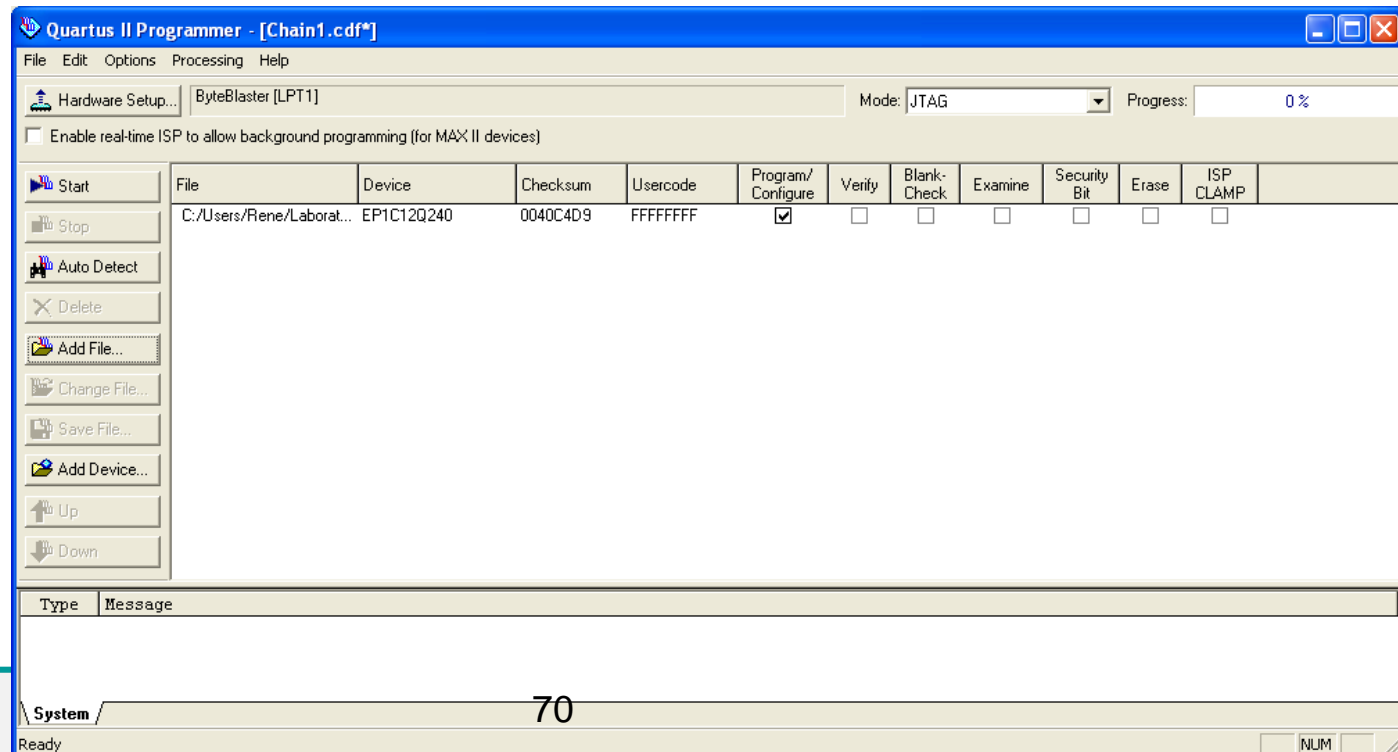 Quartus II Programmer - [Chain1.cdf*]
File Edit Options Processing Help
Hardware Setup... ByteBlaster [LPT1] Mode: JTAG Progress: 0 %
Enable real-time ISP to allow background programming (for MAX II devices)
Start
Stop
Auto Detect
Delete
Add File...
Change File...
Save File...
Add Device...
Up
Down
File Device Checksum Usercode Program/ Configure Verify Blank- Check Examine Security Bit Erase ISP CLAMP
C:/Users/Rene/Laborat... EP1C12Q240 0040C4D9 FFFFFFFF
Type Message
System
70
Ready NUM